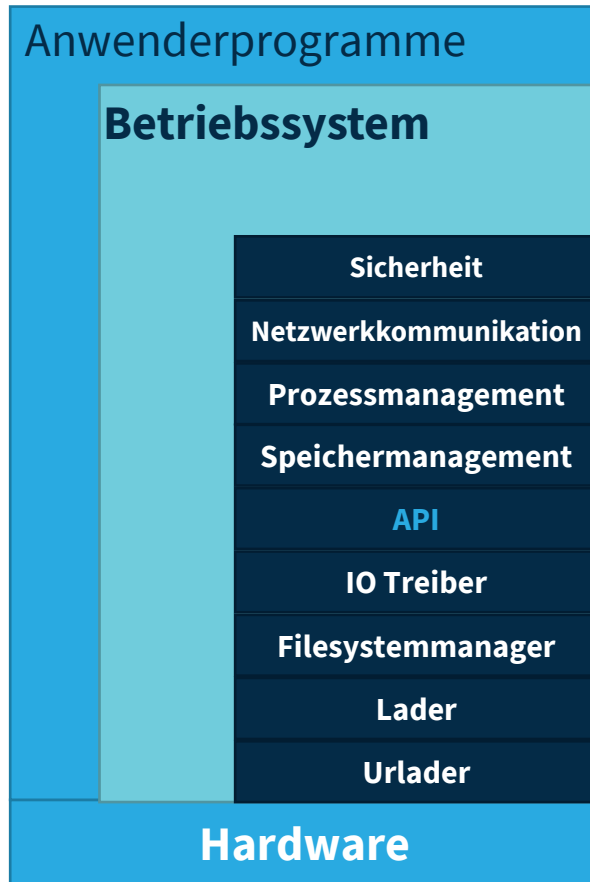 Anwenderprogramme
Betriebssystem
Sicherheit
Netzwerkkommunikation
Prozessmanagement
Speichermanagement
API
IO Treiber
Filesystemmanager
Lader
Urlader
Hardware